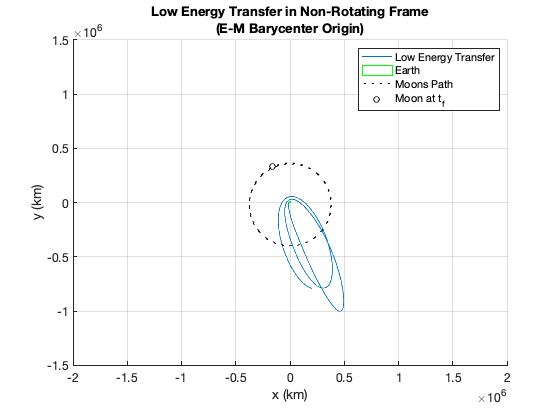 Low Energy Transfer in Non-Rotating Frame
(E-M Barycenter Origin)
×10^6
1.5
1
0.5
0
-0.5
-1
-1.5
y (km)
Low Energy Transfer
Earth
Moons Path
Moon at t_f
-2 -1.5 -1 -0.5 0 0.5 1 1.5 2
x (km)
×10^6